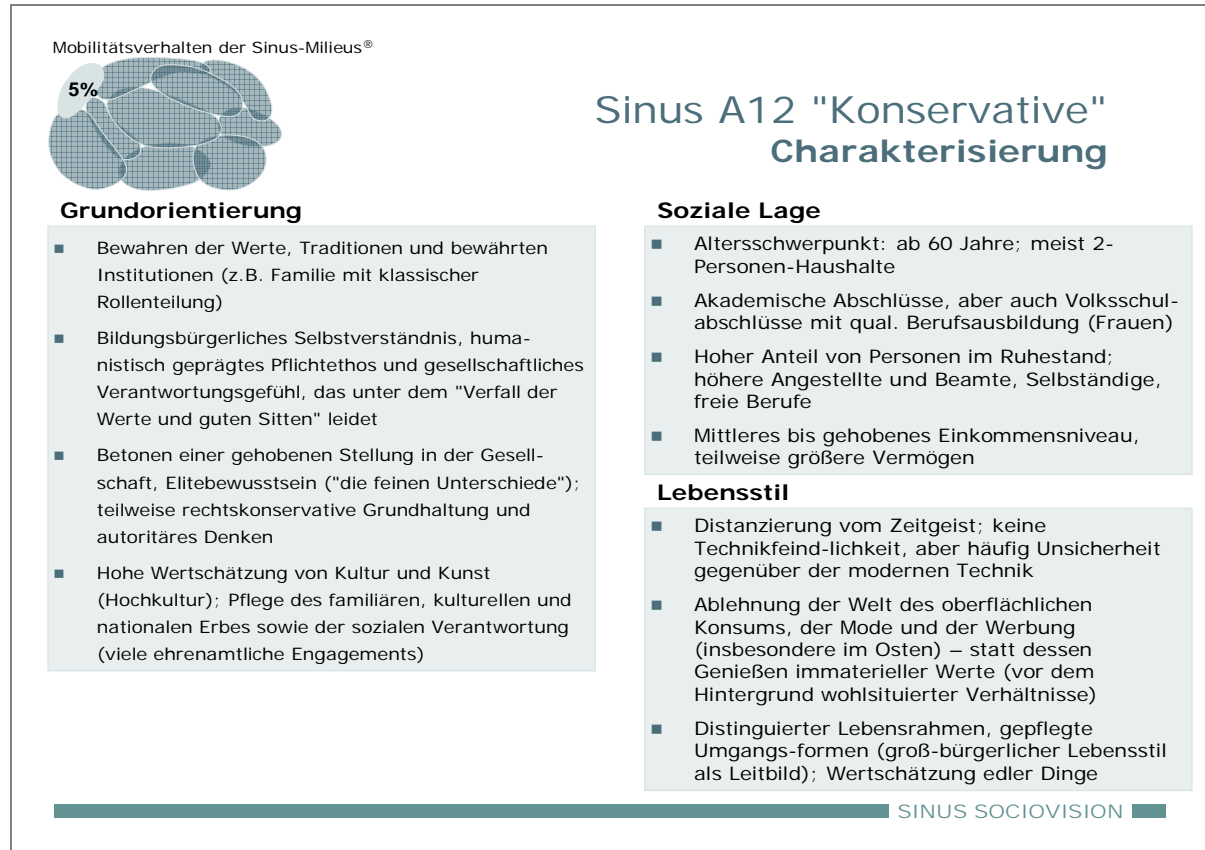 Mobilitätsverhalten der Sinus-Milieus®
5%
Sinus A12 "Konservative"
Charakterisierung
Grundorientierung
■ Bewahren der Werte, Traditionen und bewährten
Institutionen (z.B. Familie mit klassischer
Rollenteilung)
■ Bildungsbürgerliches Selbstverständnis, huma-
nistisch geprägtes Pflichtethos und gesellschaftliches
Verantwortungsgefühl, das unter dem "Verfall der
Werte und guten Sitten" leidet
■ Betonen einer gehobenen Stellung in der Gesell-
schaft, Elitebewusstsein ("die feinen Unterschiede");
teilweise rechtskonservative Grundhaltung und
autoritäres Denken
■ Hohe Wertschätzung von Kultur und Kunst
(Hochkultur); Pflege des familiären, kulturellen und
nationalen Erbes sowie der sozialen Verantwortung
(viele ehrenamtliche Engagements)
Soziale Lage
■ Altersschwerpunkt: ab 60 Jahre; meist 2-
Personen-Haushalte
■ Akademische Abschlüsse, aber auch Volksschul-
abschlüsse mit qual. Berufsausbildung (Frauen)
■ Hoher Anteil von Personen im Ruhestand;
höhere Angestellte und Beamte, Selbständige,
freie Berufe
■ Mittleres bis gehobenes Einkommensniveau,
teilweise größere Vermögen
Lebensstil
■ Distanzierung vom Zeitgeist; keine
Technikfeind-lichkeit, aber häufig Unsicherheit
gegenüber der modernen Technik
■ Ablehnung der Welt des oberflächlichen
Konsums, der Mode und der Werbung
(insbesondere im Osten) – statt dessen
Genießen immaterieller Werte (vor dem
Hintergrund wohlsituierter Verhältnisse)
■ Distinguierter Lebensrahmen, gepflegte
Umgangs-formen (groß-bürgerlicher Lebensstil
als Leitbild); Wertschätzung edler Dinge
SINUS SOCIOVISION